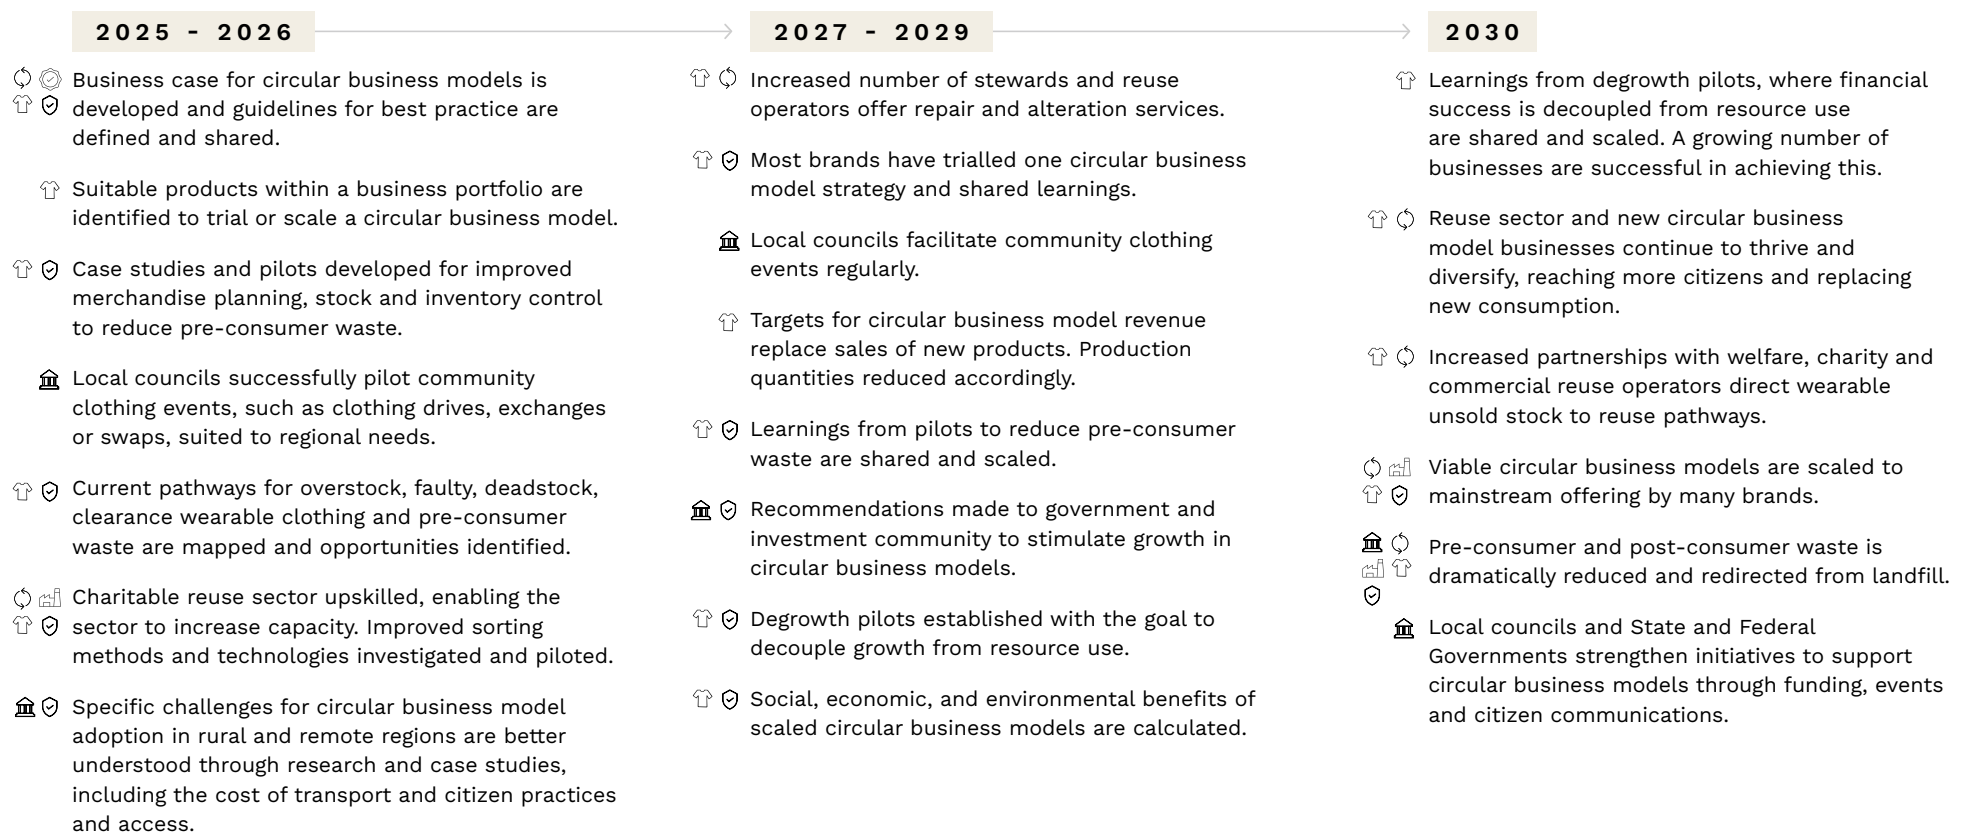 2025 - 2026
Business case for circular business models is
developed and guidelines for best practice are
defined and shared.
Suitable products within a business portfolio are
identified to trial or scale a circular business model.
Case studies and pilots developed for improved
merchandise planning, stock and inventory control
to reduce pre-consumer waste.
Local councils successfully pilot community
clothing events, such as clothing drives, exchanges
or swaps, suited to regional needs.
Current pathways for overstock, faulty, deadstock,
clearance wearable clothing and pre-consumer
waste are mapped and opportunities identified.
Charitable reuse sector upskilled, enabling the
sector to increase capacity. Improved sorting
methods and technologies investigated and piloted.
Specific challenges for circular business model
adoption in rural and remote regions are better
understood through research and case studies,
including the cost of transport and citizen practices
and access.
2027 - 2029
Increased number of stewards and reuse
operators offer repair and alteration services.
Most brands have trialled one circular business
model strategy and shared learnings.
Local councils facilitate community clothing
events regularly.
Targets for circular business model revenue
replace sales of new products. Production
quantities reduced accordingly.
Learnings from pilots to reduce pre-consumer
waste are shared and scaled.
Recommendations made to government and
investment community to stimulate growth in
circular business models.
Degrowth pilots established with the goal to
decouple growth from resource use.
Social, economic, and environmental benefits of
scaled circular business models are calculated.
2030
Learnings from degrowth pilots, where financial
success is decoupled from resource use
are shared and scaled. A growing number of
businesses are successful in achieving this.
Reuse sector and new circular business
model businesses continue to thrive and
diversify, reaching more citizens and replacing
new consumption.
Increased partnerships with welfare, charity and
commercial reuse operators direct wearable
unsold stock to reuse pathways.
Viable circular business models are scaled to
mainstream offering by many brands.
Pre-consumer and post-consumer waste is
dramatically reduced and redirected from landfill.
Local councils and State and Federal
Governments strengthen initiatives to support
circular business models through funding, events
and citizen communications.